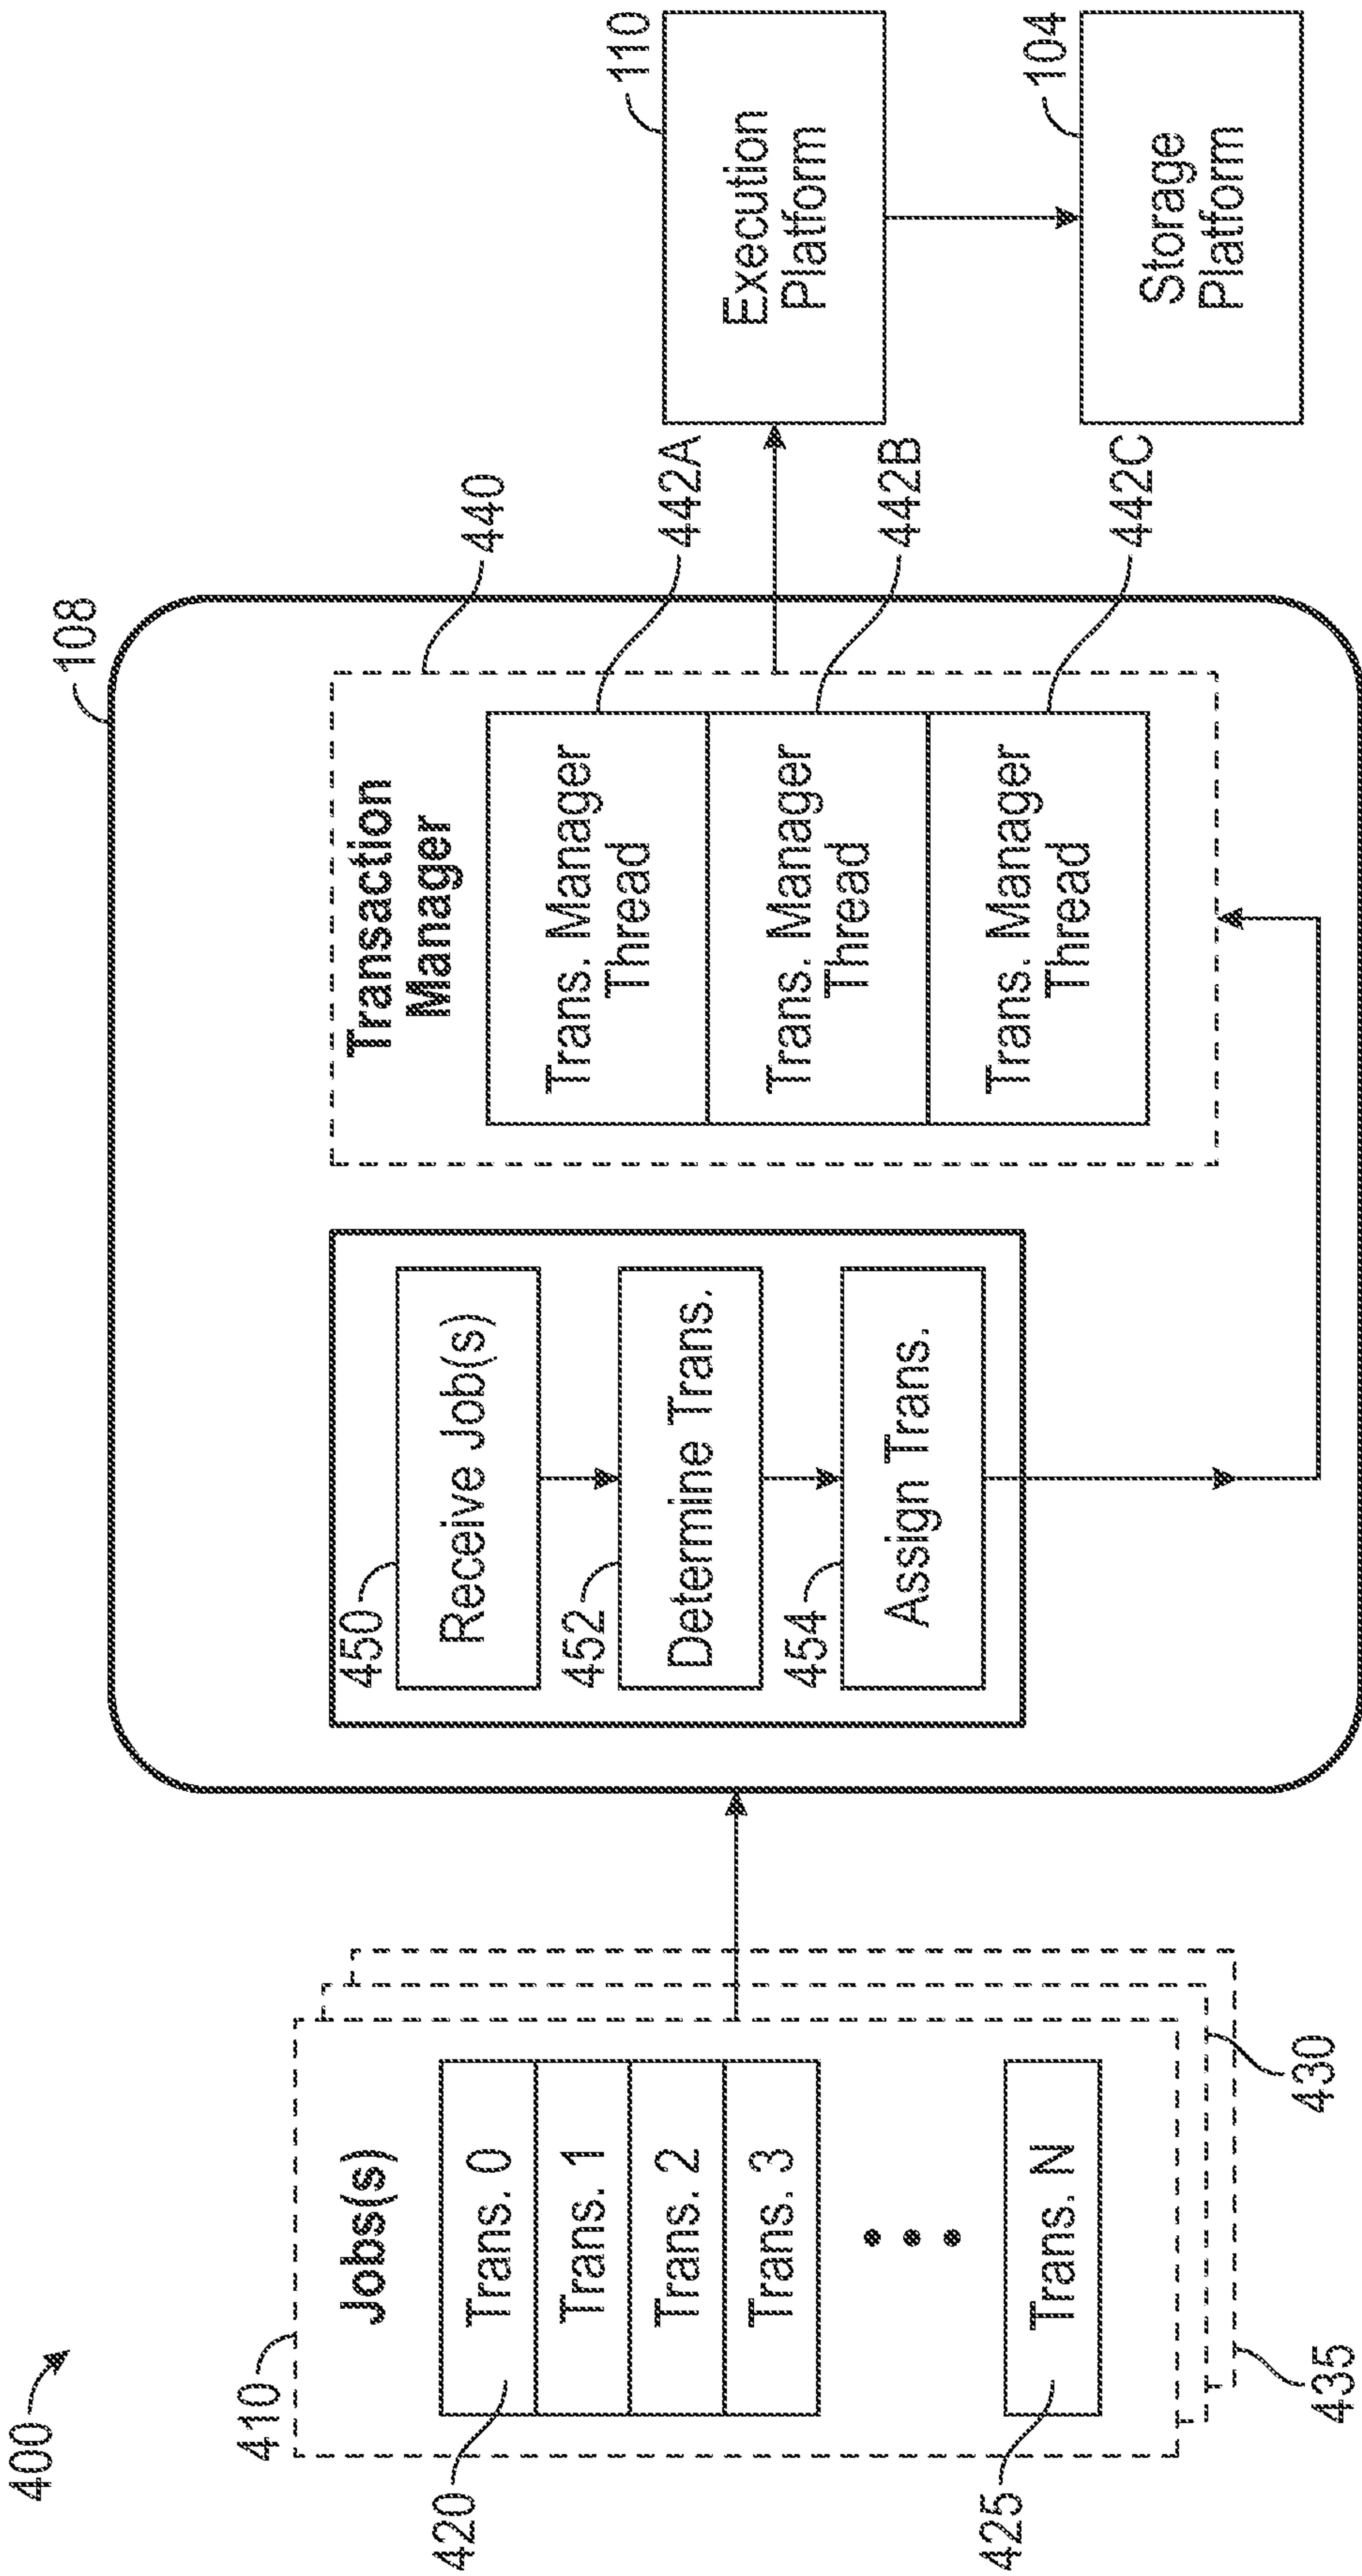 400
410
Jobs(s)
Trans. 0
Trans. 1
Trans. 2
Trans. 3
Trans. N
420
425
430
435
108
450
Receive Job(s)
452
Determine Trans.
454
Assign Trans.
440
Transaction
Manager
Trans. Manager
Thread
442A
Trans. Manager
Thread
442B
Trans. Manager
Thread
442C
110
Execution
Platform
104
Storage
Platform